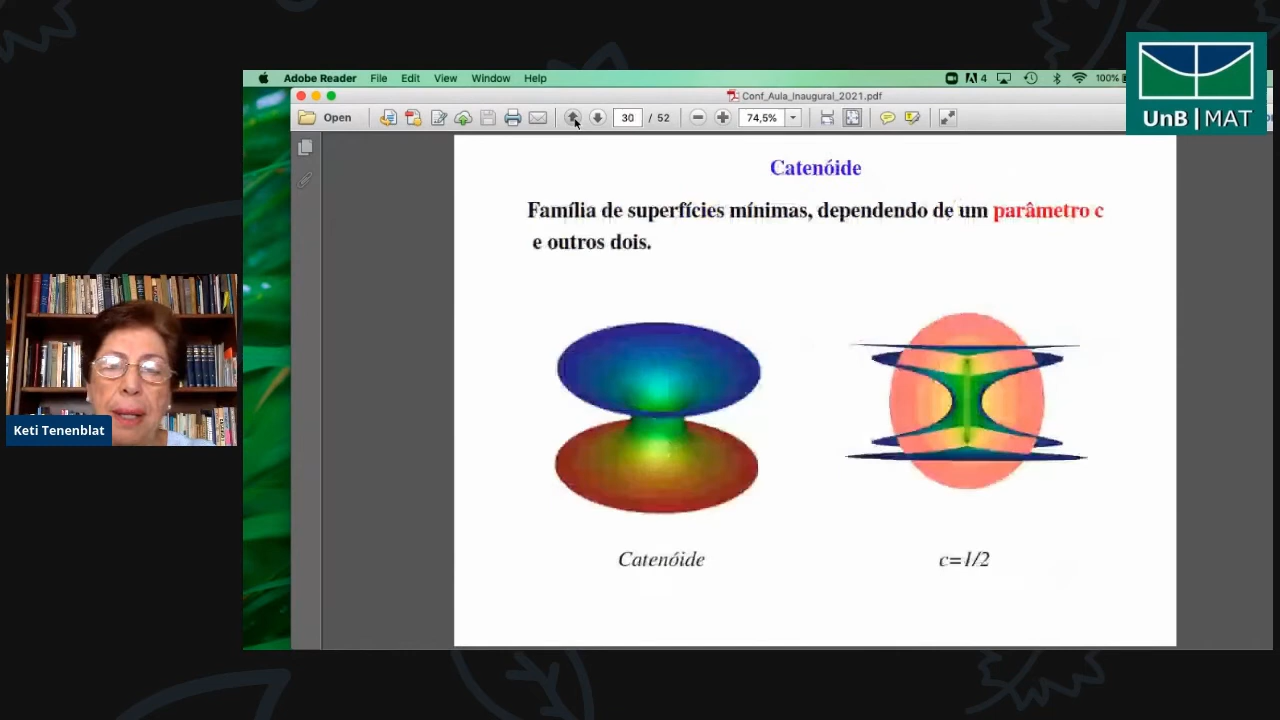 Adobe Reader File Edit View Window Help
4
100%
Conf_Aula_Inaugural_2021.pdf
Open
30 / 52
74,5%
UnB | MAT
Catenóide
Família de superfícies mínimas, dependendo de um parâmetro c
e outros dois.
Catenóide
c=1/2
Keti Tenenblat